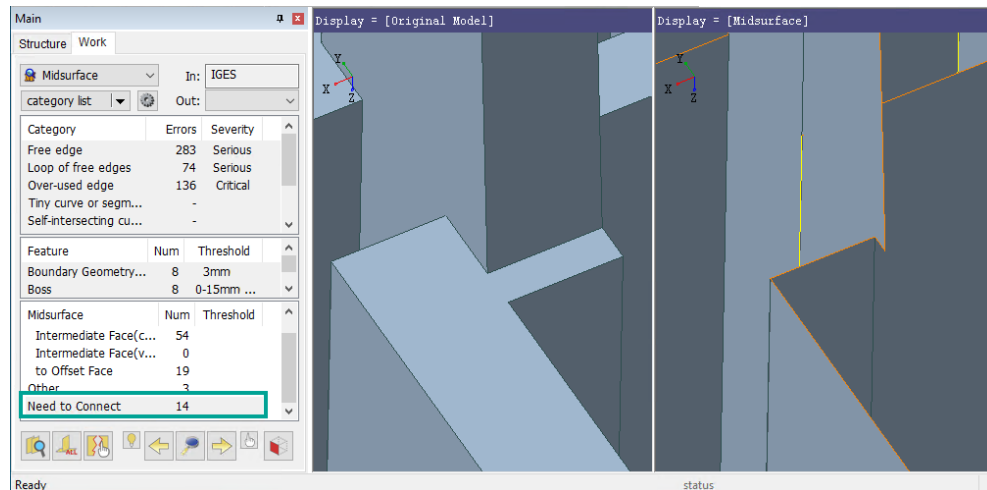 Main
Structure Work
Midsurface In: IGES
category list Out:
Category Errors Severity
Free edge 283 Serious
Loop of free edges 74 Serious
Over-used edge 136 Critical
Tiny curve or segm... -
Self-intersecting cu... -
Feature Num Threshold
Boundary Geometry... 8 3mm
Boss 8 0-15mm ...
Midsurface Num Threshold
Intermediate Face(c... 54
Intermediate Face(v... 0
to Offset Face 19
Other 3
Need to Connect 14
ALL
Ready
Display = [Original Model]
Y
X
Z
Display = [Midsurface]
Y
X
Z
status